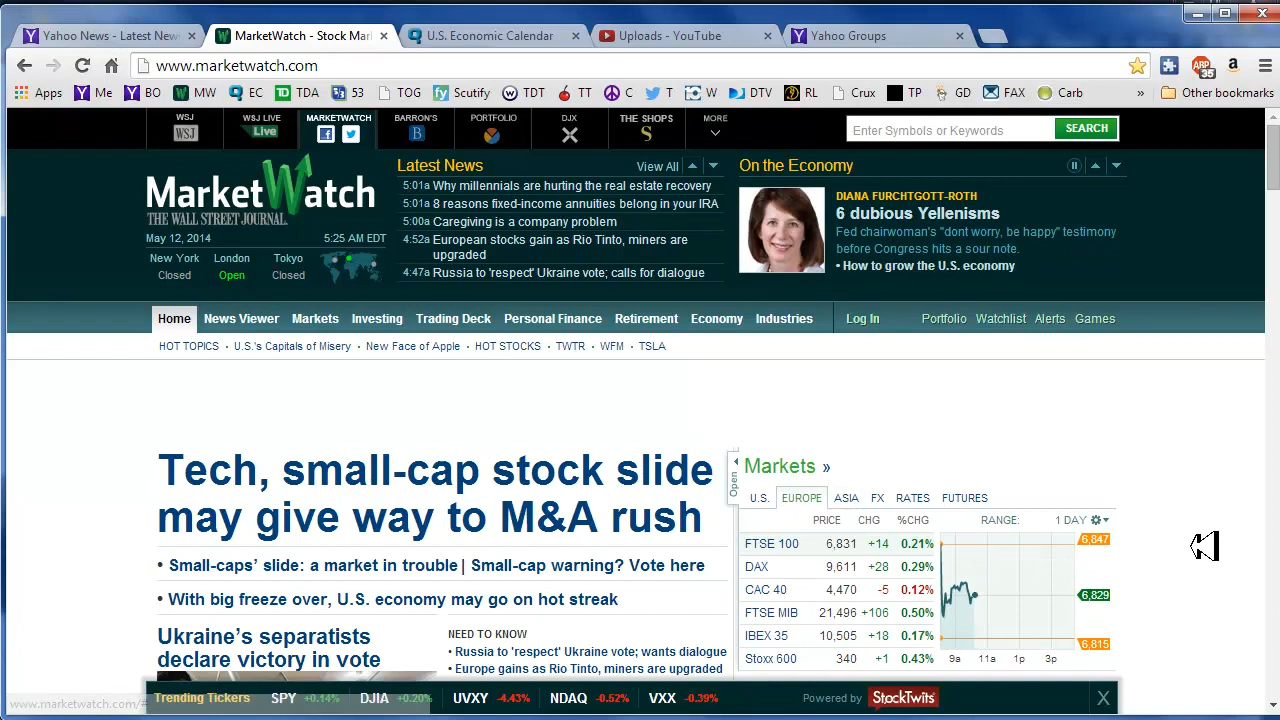 Yahoo News - Latest New
MarketWatch - Stock Mar
U.S. Economic Calendar
Uploads - YouTube
Yahoo Groups
www.marketwatch.com
ABP
35
Apps Me BO MW EC TDA 53 TOG Scotify TDT TT C T W DTV RL Crux TP GD FAX Carb » Other bookmarks
WSJ
WSJ
WSJ LIVE
Live
MARKETWATCH
BARRON'S
B
PORTFOLIO
DJX
THE SHOPS
S
MORE
Enter Symbols or Keywords
SEARCH
MarketWatch
THE WALL STREET JOURNAL.
May 12, 2014 5:25 AM EDT
New York London Tokyo
Closed Open Closed
Latest News View All
5:01a Why millennials are hurting the real estate recovery
5:01a 8 reasons fixed-income annuities belong in your IRA
5:00a Caregiving is a company problem
4:52a European stocks gain as Rio Tinto, miners are
upgraded
4:47a Russia to 'respect' Ukraine vote; calls for dialogue
On the Economy
DIANA FURCHTGOTT-ROTH
6 dubious Yellenisms
Fed chairwoman's "dont worry, be happy" testimony
before Congress hits a sour note.
• How to grow the U.S. economy
Home News Viewer Markets Investing Trading Deck Personal Finance Retirement Economy Industries Log In Portfolio Watchlist Alerts Games
HOT TOPICS · U.S.'s Capitals of Misery · New Face of Apple · HOT STOCKS · TWTR · WFM · TSLA
Tech, small-cap stock slide
may give way to M&A rush
• Small-caps' slide: a market in trouble | Small-cap warning? Vote here
• With big freeze over, U.S. economy may go on hot streak
Ukraine's separatists
declare victory in vote
NEED TO KNOW
• Russia to 'respect' Ukraine vote; wants dialogue
• Europe gains as Rio Tinto, miners are upgraded
Open
Markets »
U.S. EUROPE ASIA FX RATES FUTURES
PRICE CHG %CHG RANGE: 1 DAY
FTSE 100 6,831 +14 0.21%
DAX 9,611 +28 0.29%
CAC 40 4,470 -5 0.12%
FTSE MIB 21,496 +106 0.50%
IBEX 35 10,505 +18 0.17%
Stoxx 600 340 +1 0.43%
6,847
6,829
6,815
9a 11a 1p 3p
Trending Tickers SPY +0.14% DJIA +0.20% UVXY -4.43% NDAQ -0.52% VXX -0.39% Powered by StockTwits X
www.marketwatch.com/#